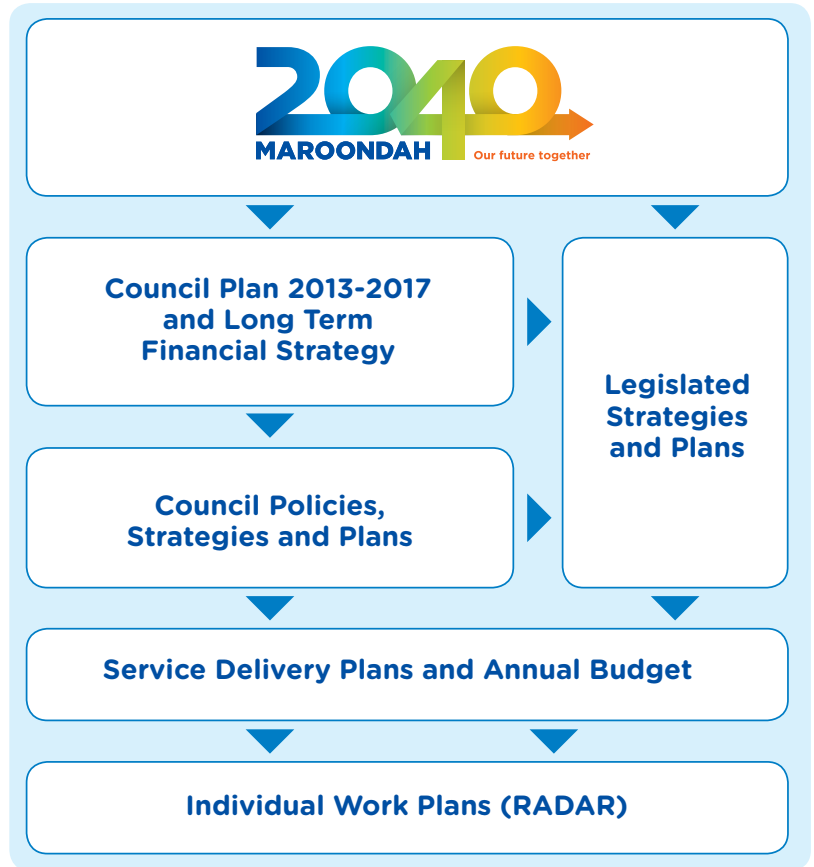 2040
MAROONDAH
Our future together
Council Plan 2013-2017
and Long Term
Financial Strategy
Legislated
Strategies
and Plans
Council Policies,
Strategies and Plans
Service Delivery Plans and Annual Budget
Individual Work Plans (RADAR)